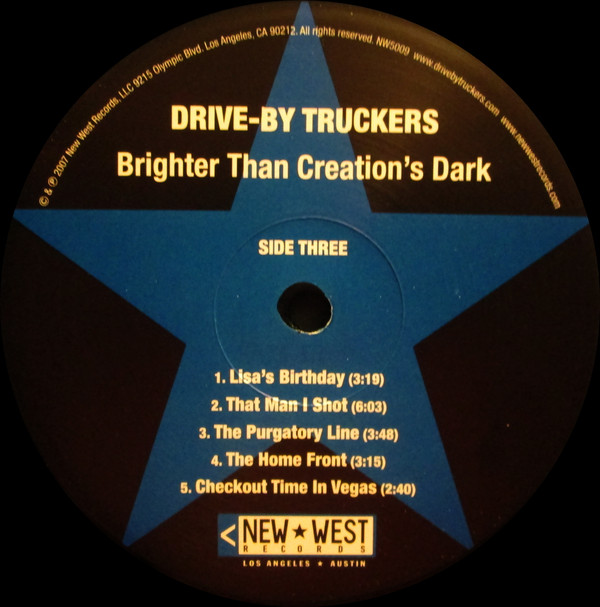 © & ℗ 2007 New West Records, LLC 9215 Olympic Blvd. Los Angeles, CA 90212. All rights reserved. NW5009 www.drivebytruckers.com www.newwestrecords.com
DRIVE-BY TRUCKERS
Brighter Than Creation's Dark
SIDE THREE
1. Lisa's Birthday (3:19)
2. That Man I Shot (6:03)
3. The Purgatory Line (3:48)
4. The Home Front (3:15)
5. Checkout Time In Vegas (2:40)
< NEW★WEST
RECORDS
LOS ANGELES ★ AUSTIN